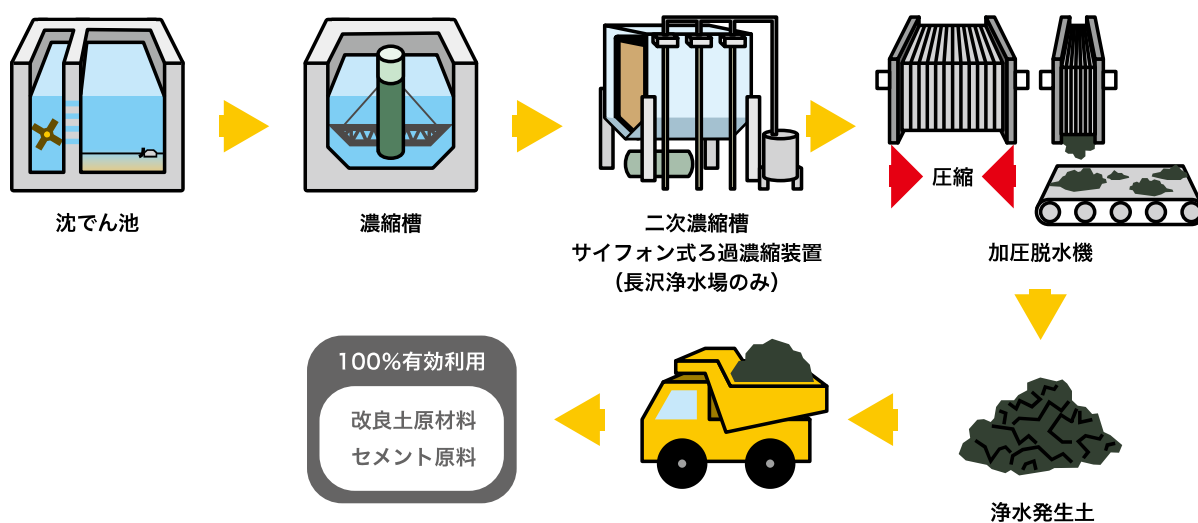 沈でん池
濃縮槽
二次濃縮槽
サイフォン式ろ過濃縮装置
（長沢浄水場のみ）
圧縮
加圧脱水機
浄水発生土
100%有効利用
改良土原材料
セメント原料